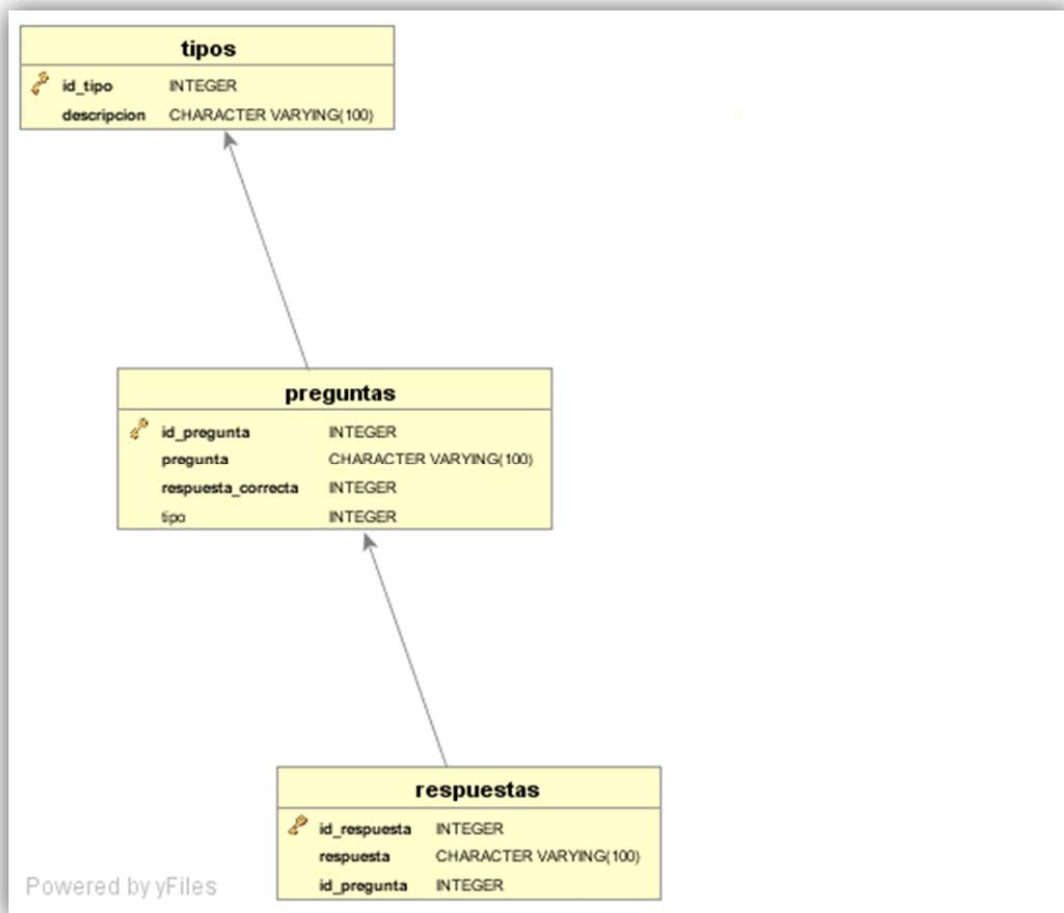 tipos
id_tipo INTEGER
descripcion CHARACTER VARYING(100)
preguntas
id_pregunta INTEGER
pregunta CHARACTER VARYING(100)
respuesta_correcta INTEGER
tipo INTEGER
respuestas
id_respuesta INTEGER
respuesta CHARACTER VARYING(100)
id_pregunta INTEGER
Powered by yFiles